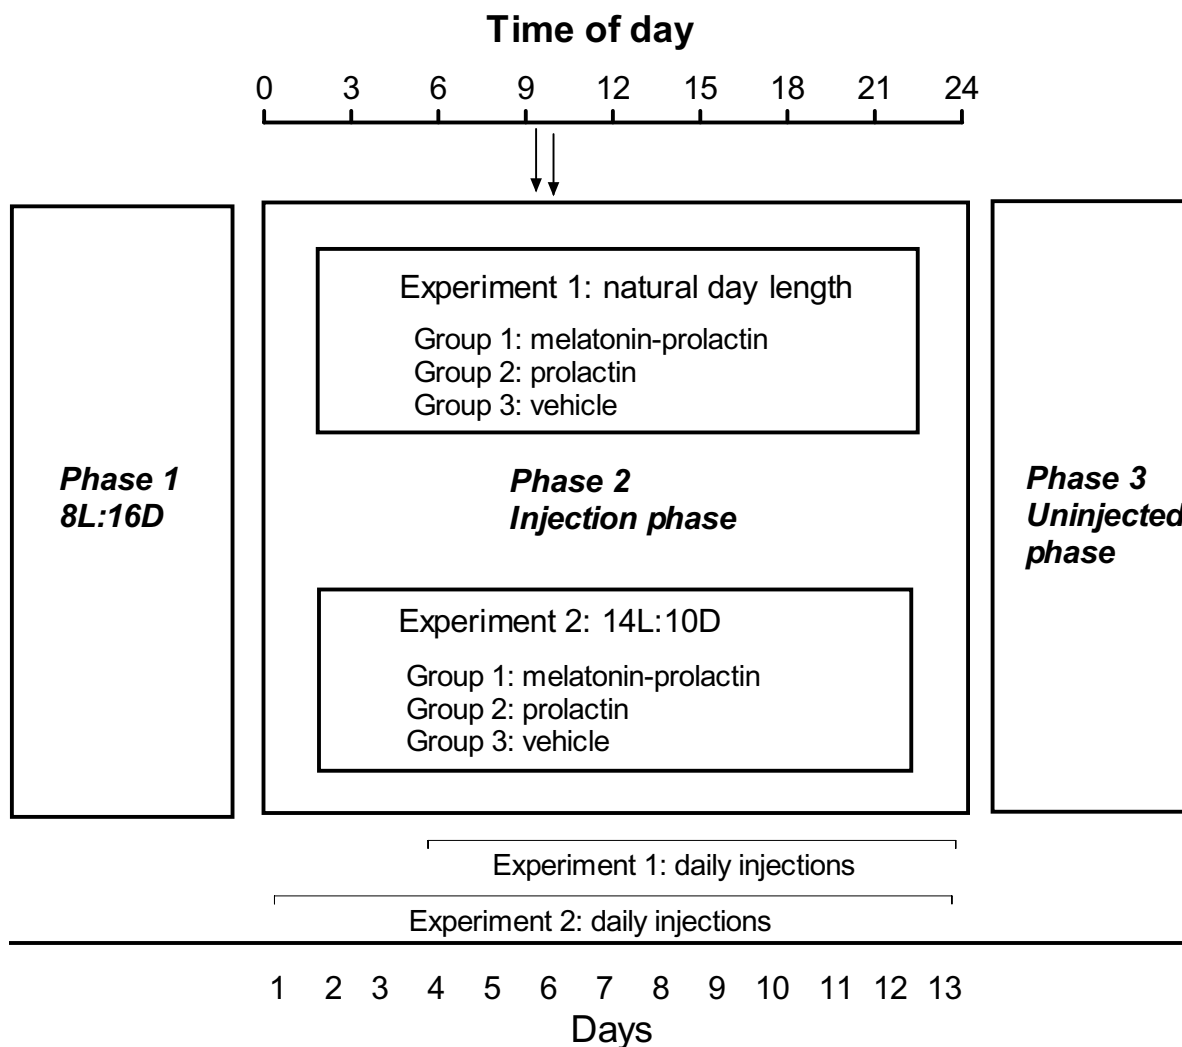 Time of day
0 3 6 9 12 15 18 21 24
Experiment 1: natural day length
Group 1: melatonin-prolactin
Group 2: prolactin
Group 3: vehicle
Phase 1
8L:16D
Phase 2
Injection phase
Phase 3
Uninjected
phase
Experiment 2: 14L:10D
Group 1: melatonin-prolactin
Group 2: prolactin
Group 3: vehicle
Experiment 1: daily injections
Experiment 2: daily injections
1 2 3 4 5 6 7 8 9 10 11 12 13
Days